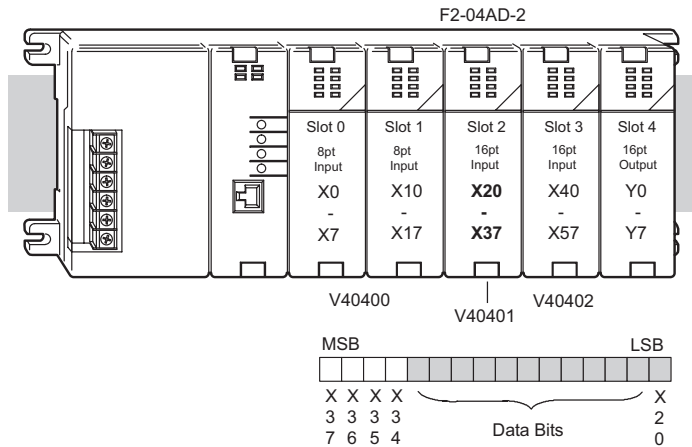 F2-04AD-2
Slot 0 Slot 1 Slot 2 Slot 3 Slot 4
8pt 8pt 16pt 16pt 16pt
Input Input Input Input Output
X0 X10 X20 X40 Y0
- - - - -
X7 X17 X37 X57 Y7
V40400 V40401 V40402
MSB LSB
X X X X X
3 3 3 3 2
7 6 5 4 0
Data Bits